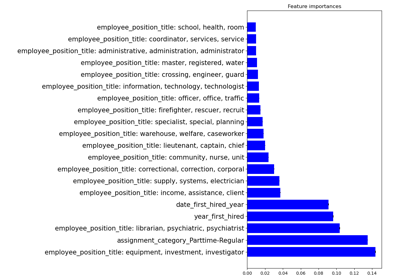 Feature importances
employee_position_title: school, health, room
employee_position_title: coordinator, services, service
employee_position_title: administrative, administration, administrator
employee_position_title: master, registered, water
employee_position_title: crossing, engineer, guard
employee_position_title: information, technology, technologist
employee_position_title: officer, office, traffic
employee_position_title: firefighter, rescuer, recruit
employee_position_title: specialist, special, planning
employee_position_title: warehouse, welfare, caseworker
employee_position_title: lieutenant, captain, chief
employee_position_title: community, nurse, unit
employee_position_title: correctional, correction, corporal
employee_position_title: supply, systems, electrician
employee_position_title: income, assistance, client
date_first_hired_year
year_first_hired
employee_position_title: librarian, psychiatric, psychiatrist
assignment_category_Parttime-Regular
employee_position_title: equipment, investment, investigator
0.00 0.02 0.04 0.06 0.08 0.10 0.12 0.14